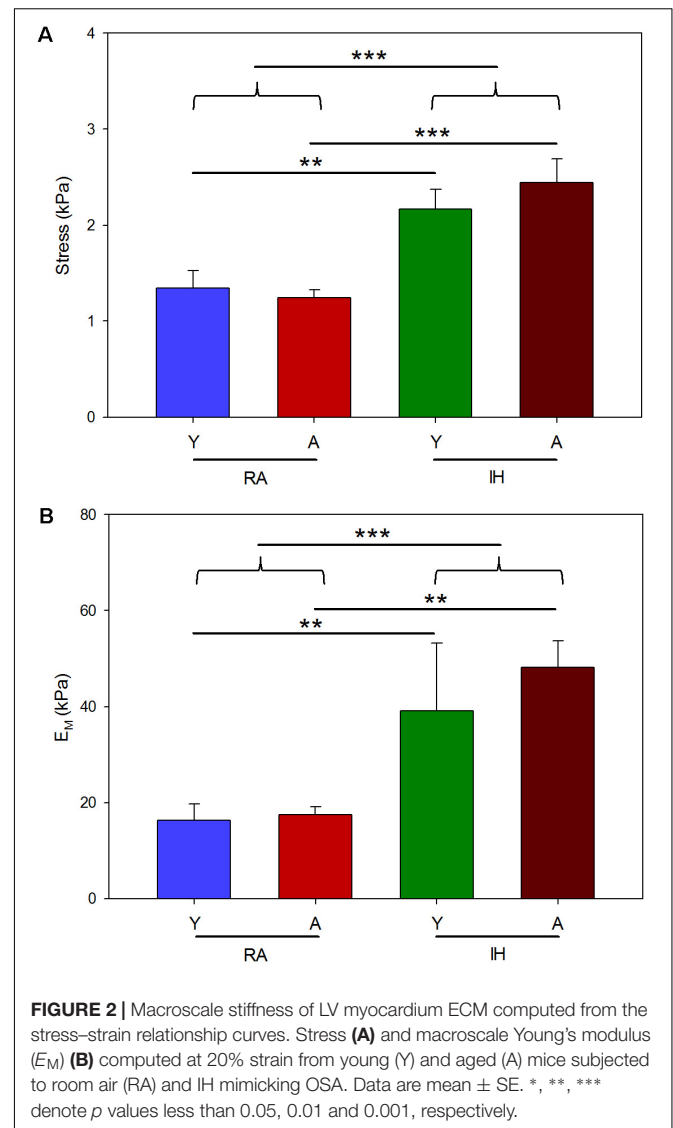 A
4
***
3
***
**
Stress (kPa)
2
1
0
Y A Y A
RA IH
B
80
***
60
**
**
E_M (kPa)
40
20
0
Y A Y A
RA IH
FIGURE 2 | Macroscale stiffness of LV myocardium ECM computed from the
stress–strain relationship curves. Stress (A) and macroscale Young's modulus
(E_M) (B) computed at 20% strain from young (Y) and aged (A) mice subjected
to room air (RA) and IH mimicking OSA. Data are mean ± SE. *, **, ***
denote p values less than 0.05, 0.01 and 0.001, respectively.